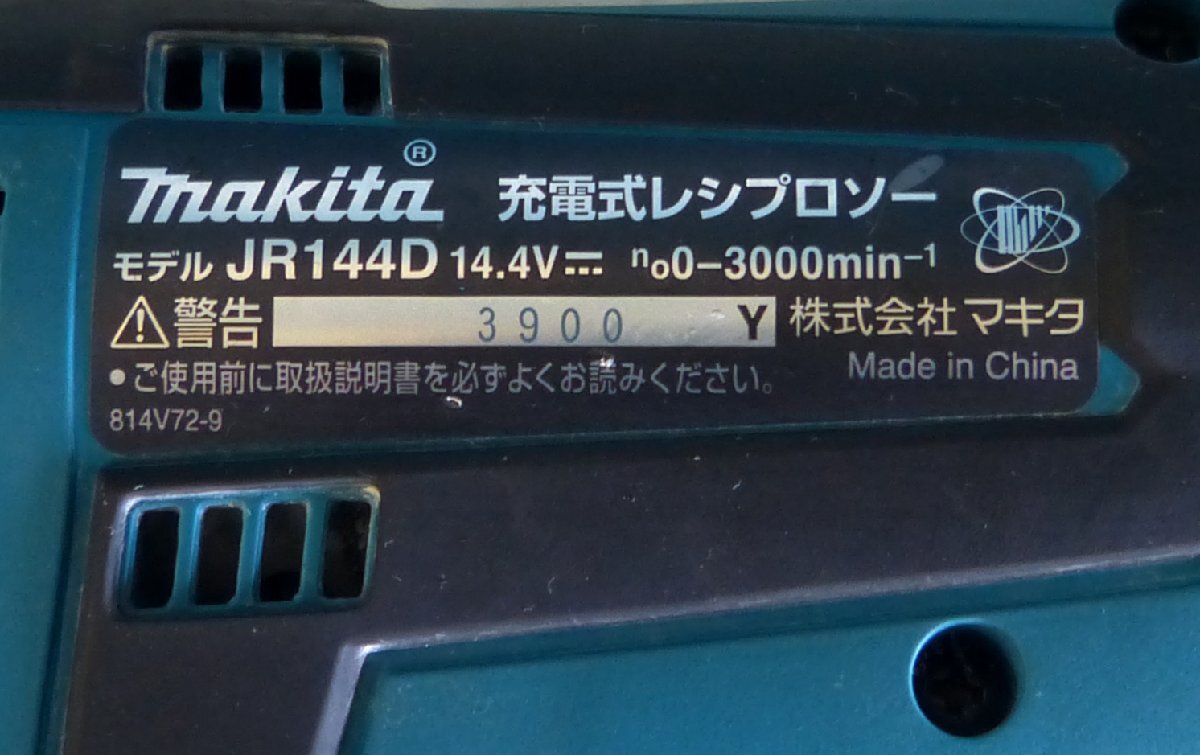 makita® 充電式レシプロソー
モデル JR144D 14.4V⎓ n₀0-3000min⁻¹
⚠警告 3900 Y 株式会社 マキタ
●ご使用前に取扱説明書を必ずよくお読みください。 Made in China
814V72-9